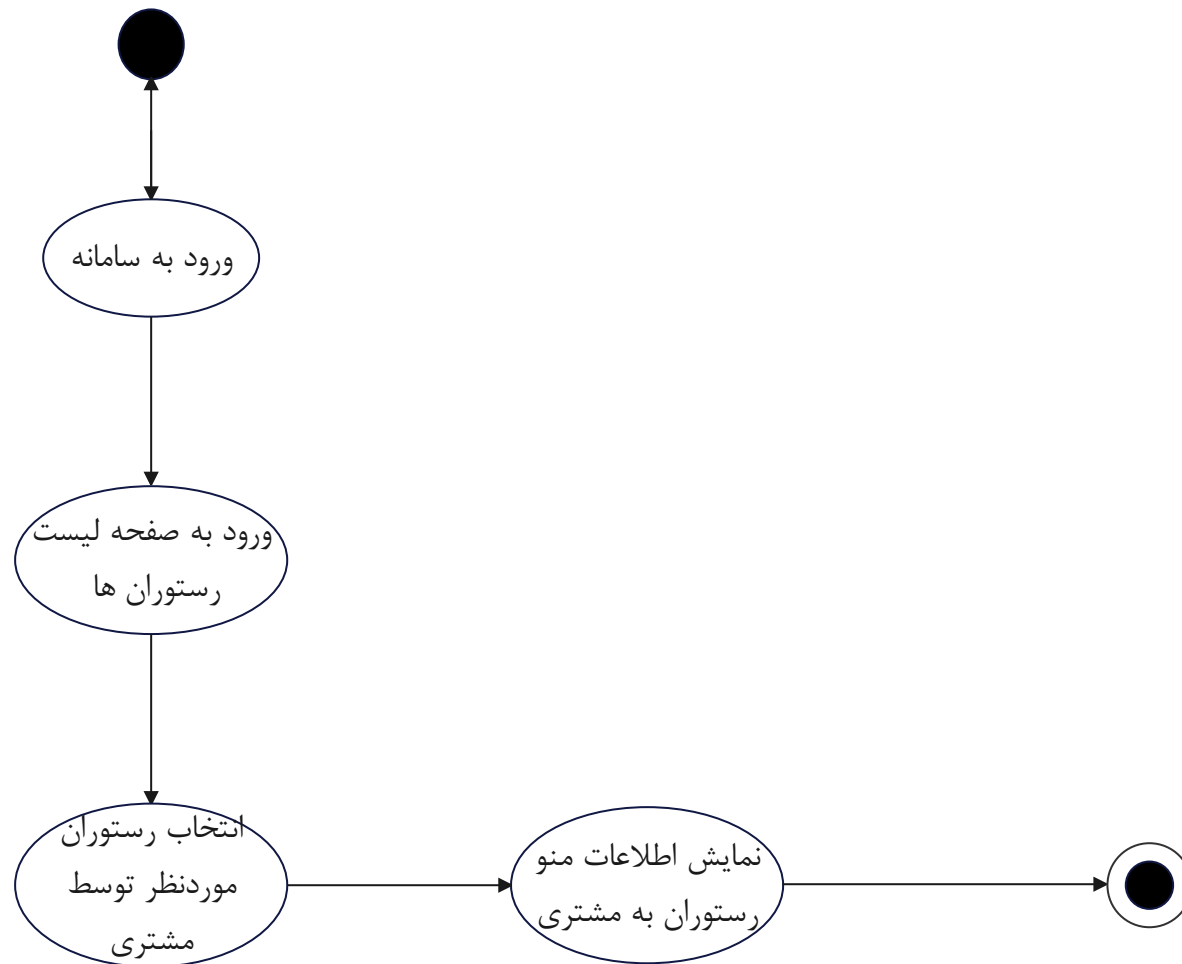 ورود به سامانه
ورود به صفحه لیست
رستوران ها
انتخاب رستوران
موردنظر توسط
مشتری
نمایش اطلاعات منو
رستوران به مشتری